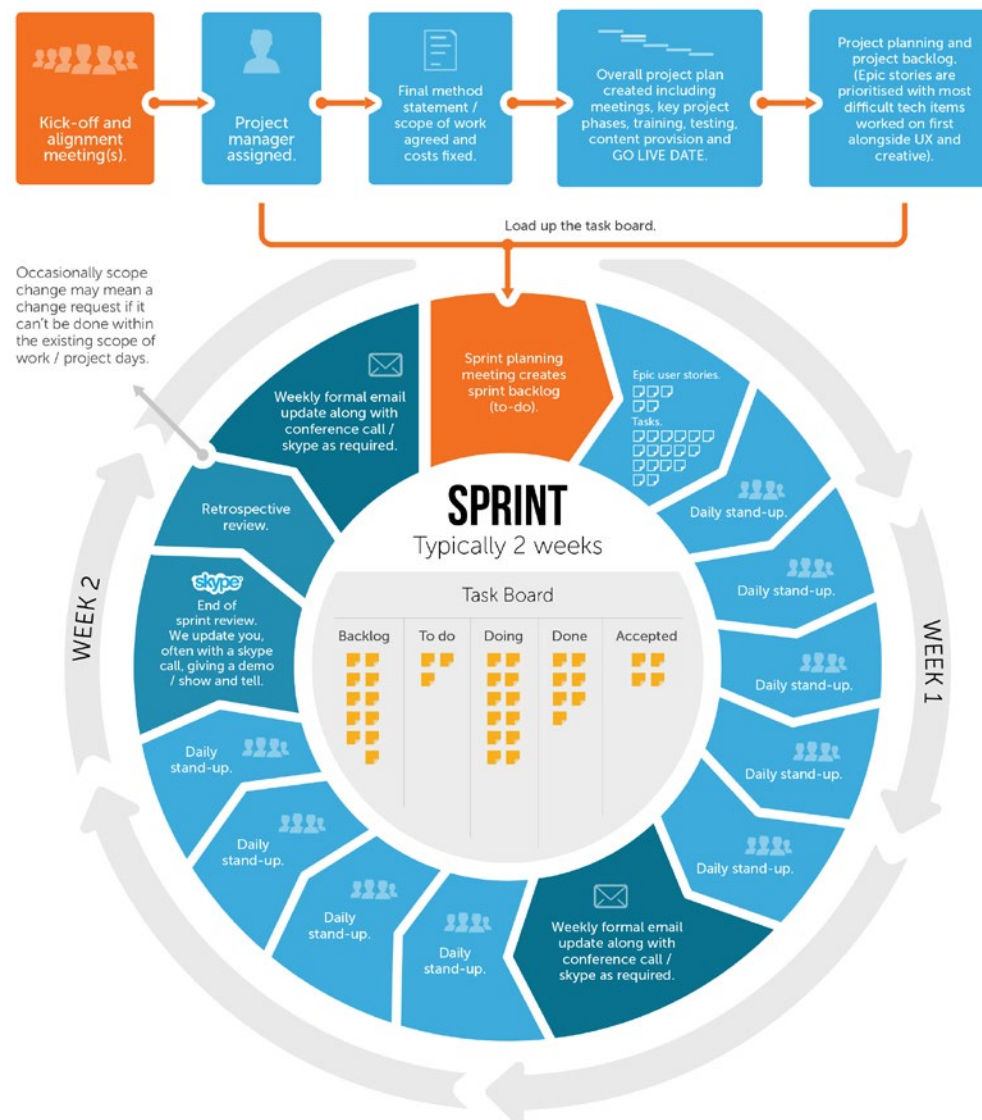 Kick-off and
alignment
meeting(s).
Project
manager
assigned.
Final method
statement /
scope of work
agreed and
costs fixed.
Overall project plan
created including
meetings, key project
phases, training, testing,
content provision and
GO LIVE DATE.
Project planning and
project backlog.
(Epic stories are
prioritised with most
difficult tech items
worked on first
alongside UX and
creative).
Load up the task board.
Occasionally scope
change may mean a
change request if it
can't be done within
the existing scope of
work / project days.
Sprint planning
meeting creates
sprint backlog
(to-do).
Epic user stories.
Tasks.
Daily stand-up.
Daily stand-up.
Daily stand-up.
Daily stand-up.
Daily stand-up.
WEEK 1
Weekly formal email
update along with
conference call /
skype as required.
Daily
stand-up.
Daily
stand-up.
Daily
stand-up.
Daily
stand-up.
skype
End of
sprint review.
We update you,
often with a skype
call, giving a demo
/ show and tell.
Retrospective
review.
WEEK 2
Weekly formal email
update along with
conference call /
skype as required.
SPRINT
Typically 2 weeks
Task Board
Backlog To do Doing Done Accepted